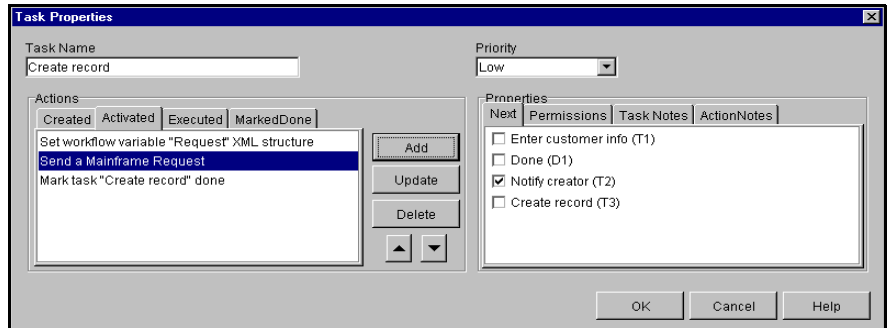 Task Properties
Task Name
Priority
Create record
Low
Actions
Properties
Created Activated Executed MarkedDone
Next Permissions Task Notes ActionNotes
Set workflow variable "Request" XML structure
Send a Mainframe Request
Mark task "Create record" done
Add
Update
Delete
Enter customer info (T1)
Done (D1)
Notify creator (T2)
Create record (T3)
OK
Cancel
Help